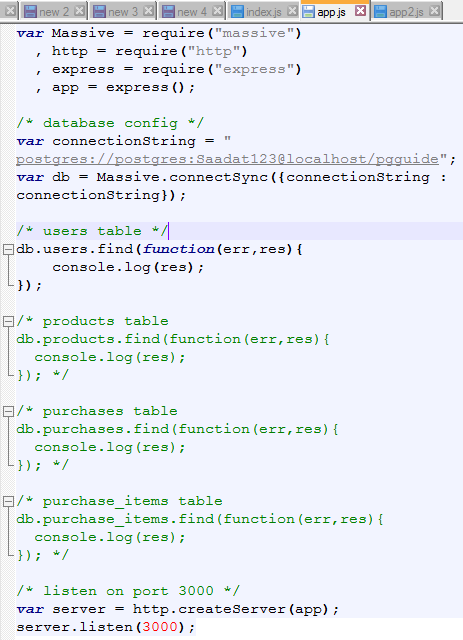 new 2 new 3 new 4 index.js app.js app2.js
var Massive = require("massive")
  , http = require("http")
  , express = require("express")
  , app = express();

/* database config */
var connectionString = "
postgres://postgres:Saadat123@localhost/pgguide";
var db = Massive.connectSync({connectionString :
connectionString});

/* users table */
db.users.find(function(err,res){
    console.log(res);
});

/* products table
db.products.find(function(err,res){
  console.log(res);
}); */

/* purchases table
db.purchases.find(function(err,res){
  console.log(res);
}); */

/* purchase_items table
db.purchase_items.find(function(err,res){
  console.log(res);
}); */

/* listen on port 3000 */
var server = http.createServer(app);
server.listen(3000);